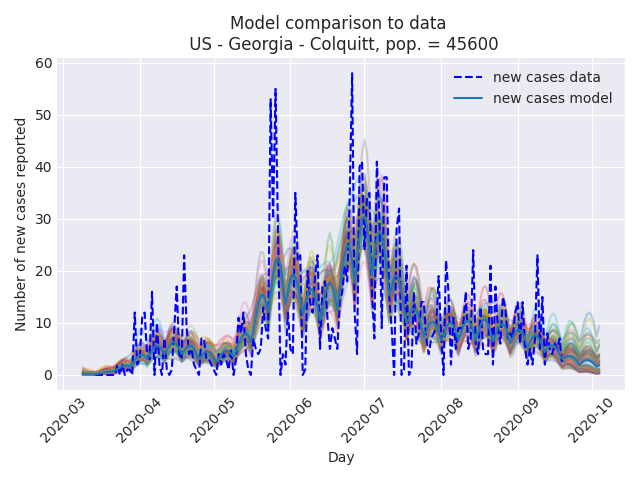 Model comparison to data
US - Georgia - Colquitt, pop. = 45600
new cases data
new cases model
Number of new cases reported
60
50
40
30
20
10
0
2020-03
2020-04
2020-05
2020-06
2020-07
2020-08
2020-09
2020-10
Day